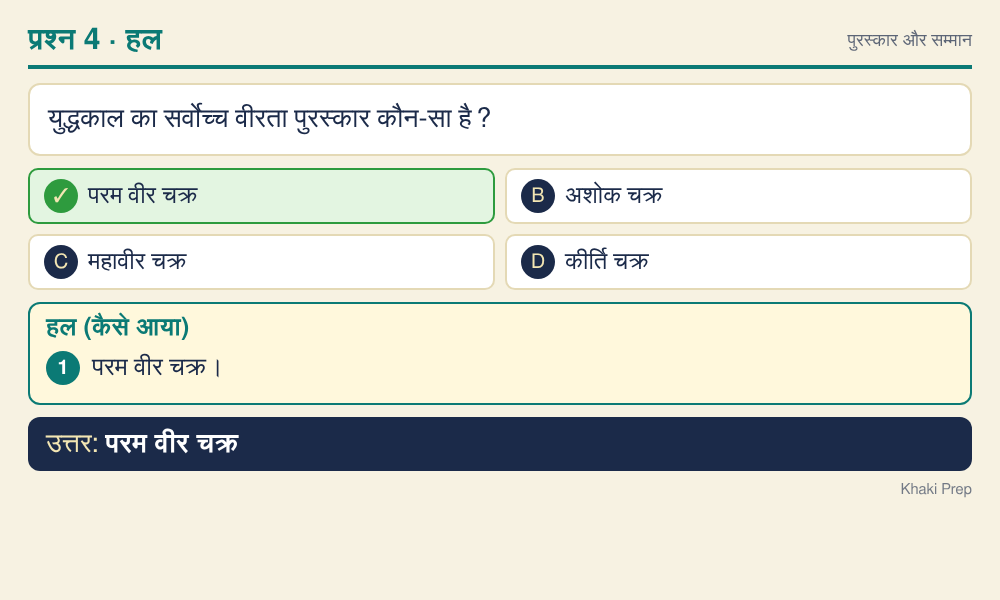 प्रश्न 4 · हल
पुरस्कार और सम्मान
युद्धकाल का सर्वोच्च वीरता पुरस्कार कौन-सा है ?
✓ परम वीर चक्र
B अशोक चक्र
C महावीर चक्र
D कीर्ति चक्र
हल (कैसे आया)
1 परम वीर चक्र ।
उत्तर: परम वीर चक्र
Khaki Prep